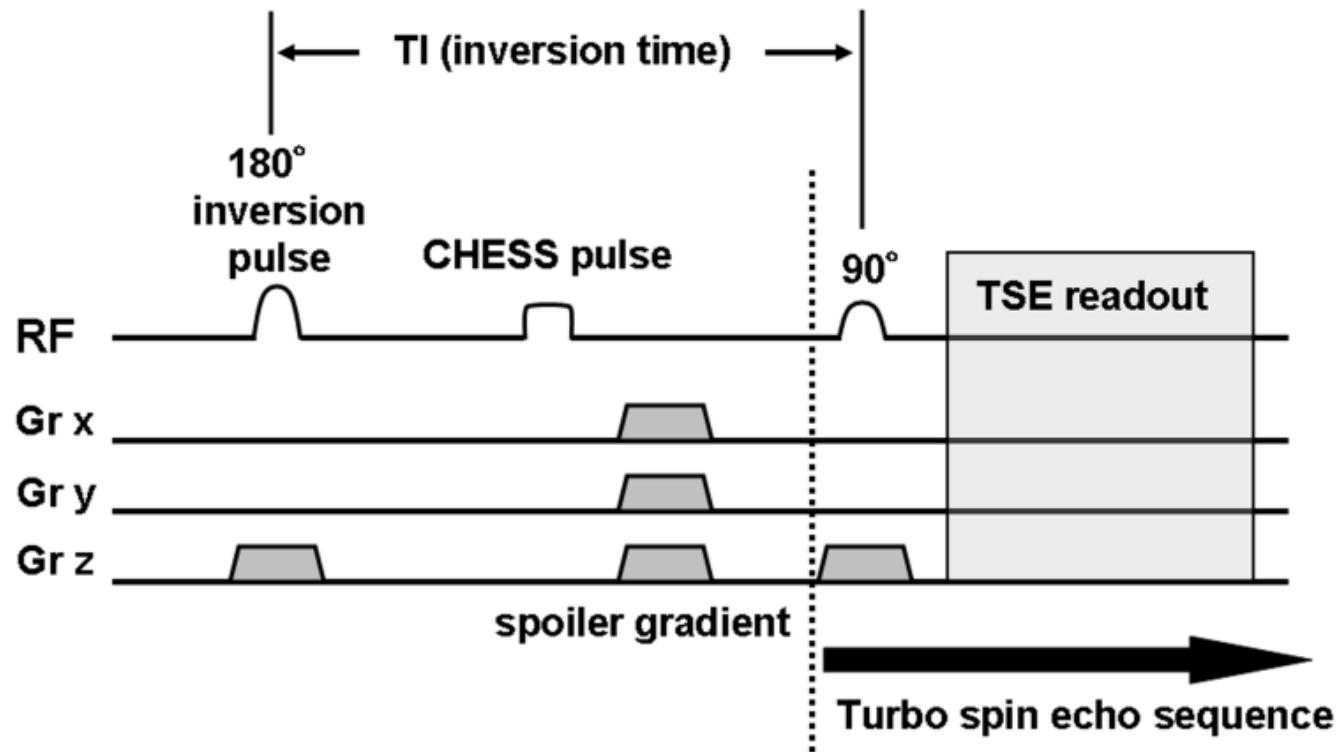 TI (inversion time)
180°
inversion
pulse
CHESS pulse
90°
TSE readout
RF
Gr x
Gr y
Gr z
spoiler gradient
Turbo spin echo sequence